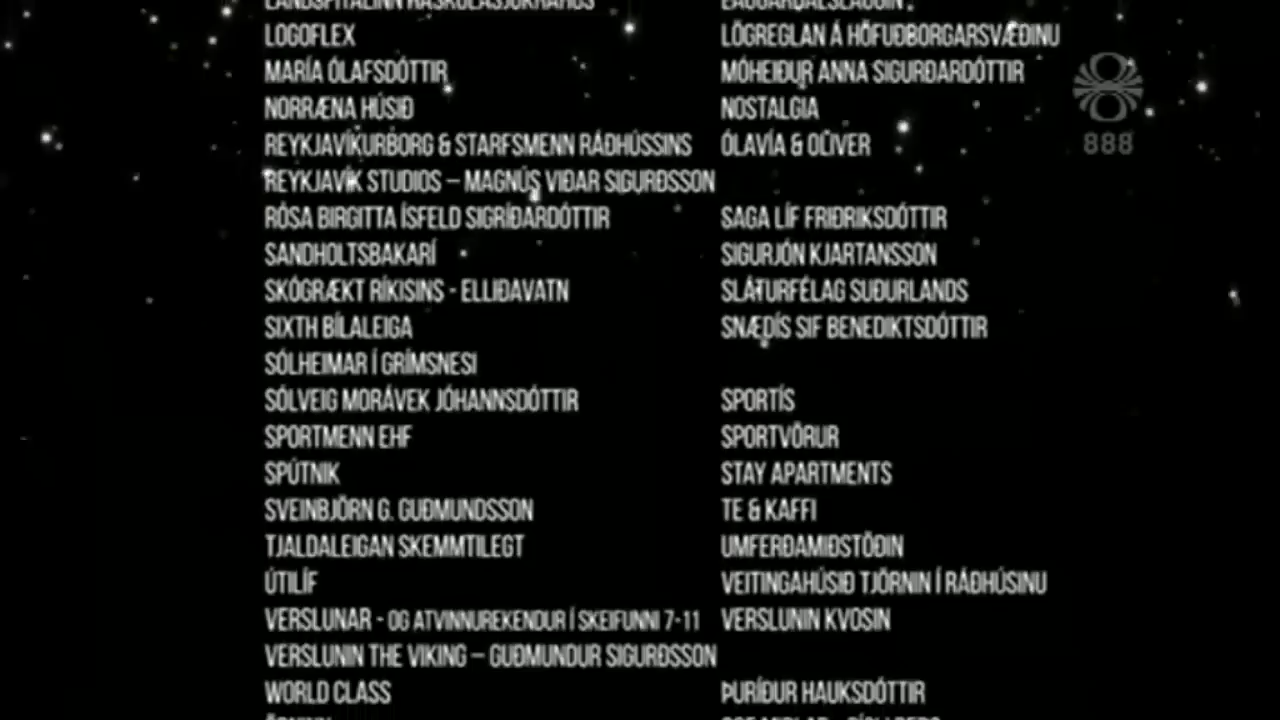 LANDSPÍTALINN HÁSKÓLASJÚKRAHÚS
LOGOFLEX LÖGREGLAN Á HÖFUÐBORGARSVÆÐINU
MARÍA ÓLAFSDÓTTIR MÓHEIÐUR ANNA SIGURÐARDÓTTIR
NORRÆNA HÚSIÐ NOSTALGIA
REYKJAVÍKURBORG & STARFSMENN RÁÐHÚSSINS ÓLAVÍA & OLIVER
REYKJAVÍK STUDIOS – MAGNÚS VIÐAR SIGURÐSSON
RÓSA BIRGITTA ÍSFELD SIGRÍÐARDÓTTIR SAGA LÍF FRIÐRIKSDÓTTIR
SANDHOLTSBAKARÍ SIGURJÓN KJARTANSSON
SKÓGRÆKT RÍKISINS - ELLIÐAVATN SLÁTURFÉLAG SUÐURLANDS
SIXTH BÍLALEIGA SNÆDÍS SIF BENEDIKTSDÓTTIR
SÓLHEIMAR Í GRÍMSNESI
SÓLVEIG MORÁVEK JÓHANNSDÓTTIR SPORTÍS
SPORTMENN EHF SPORTVÖRUR
SPÚTNIK STAY APARTMENTS
SVEINBJÖRN G. GUÐMUNDSSON TE & KAFFI
TJALDALEIGAN SKEMMTILEGT UMFERÐAMIÐSTÖÐIN
ÚTILÍF VEITINGAHÚSIÐ TJÖRNIN Í RÁÐHÚSINU
VERSLUNAR - OG ATVINNUREKENDUR Í SKEIFUNNI 7-11 VERSLUNIN KVOSIN
VERSLUNIN THE VIKING – GUÐMUNDUR SIGURÐSSON
WORLD CLASS ÞURÍÐUR HAUKSDÓTTIR
888